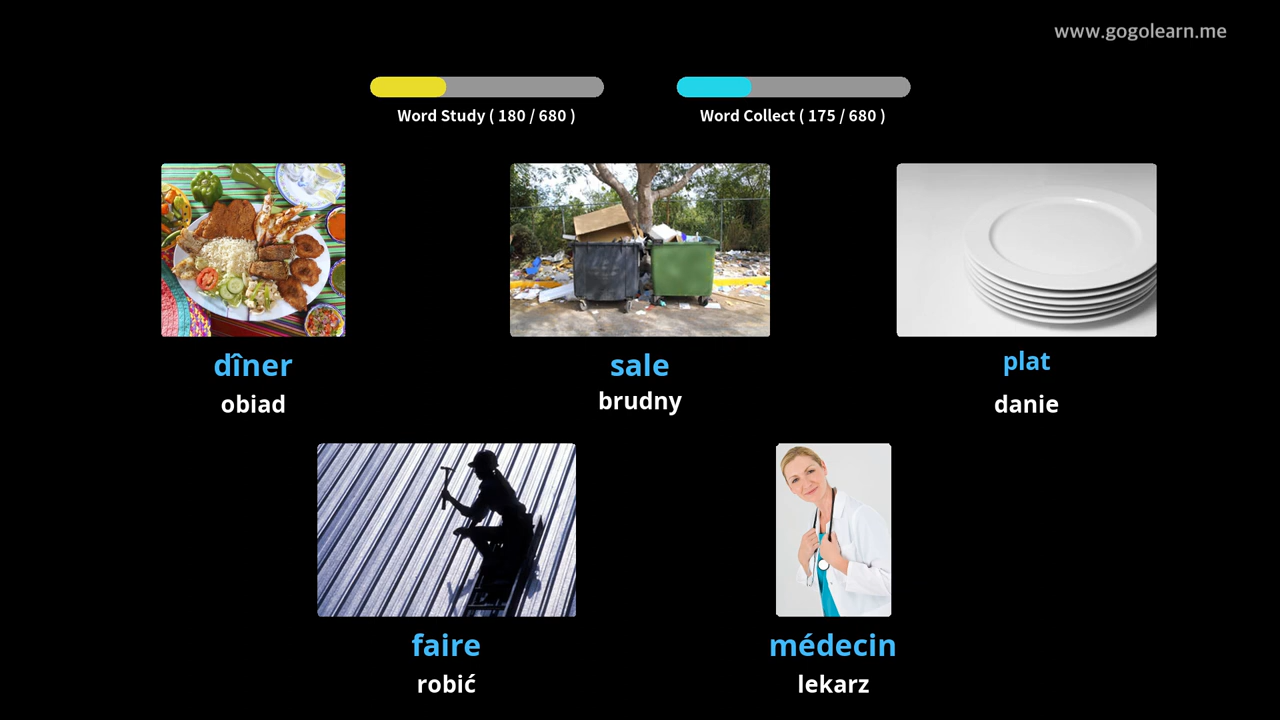 www.gogolearn.me
Word Study ( 180 / 680 )
Word Collect ( 175 / 680 )
dîner
obiad
sale
brudny
plat
danie
faire
robić
médecin
lekarz